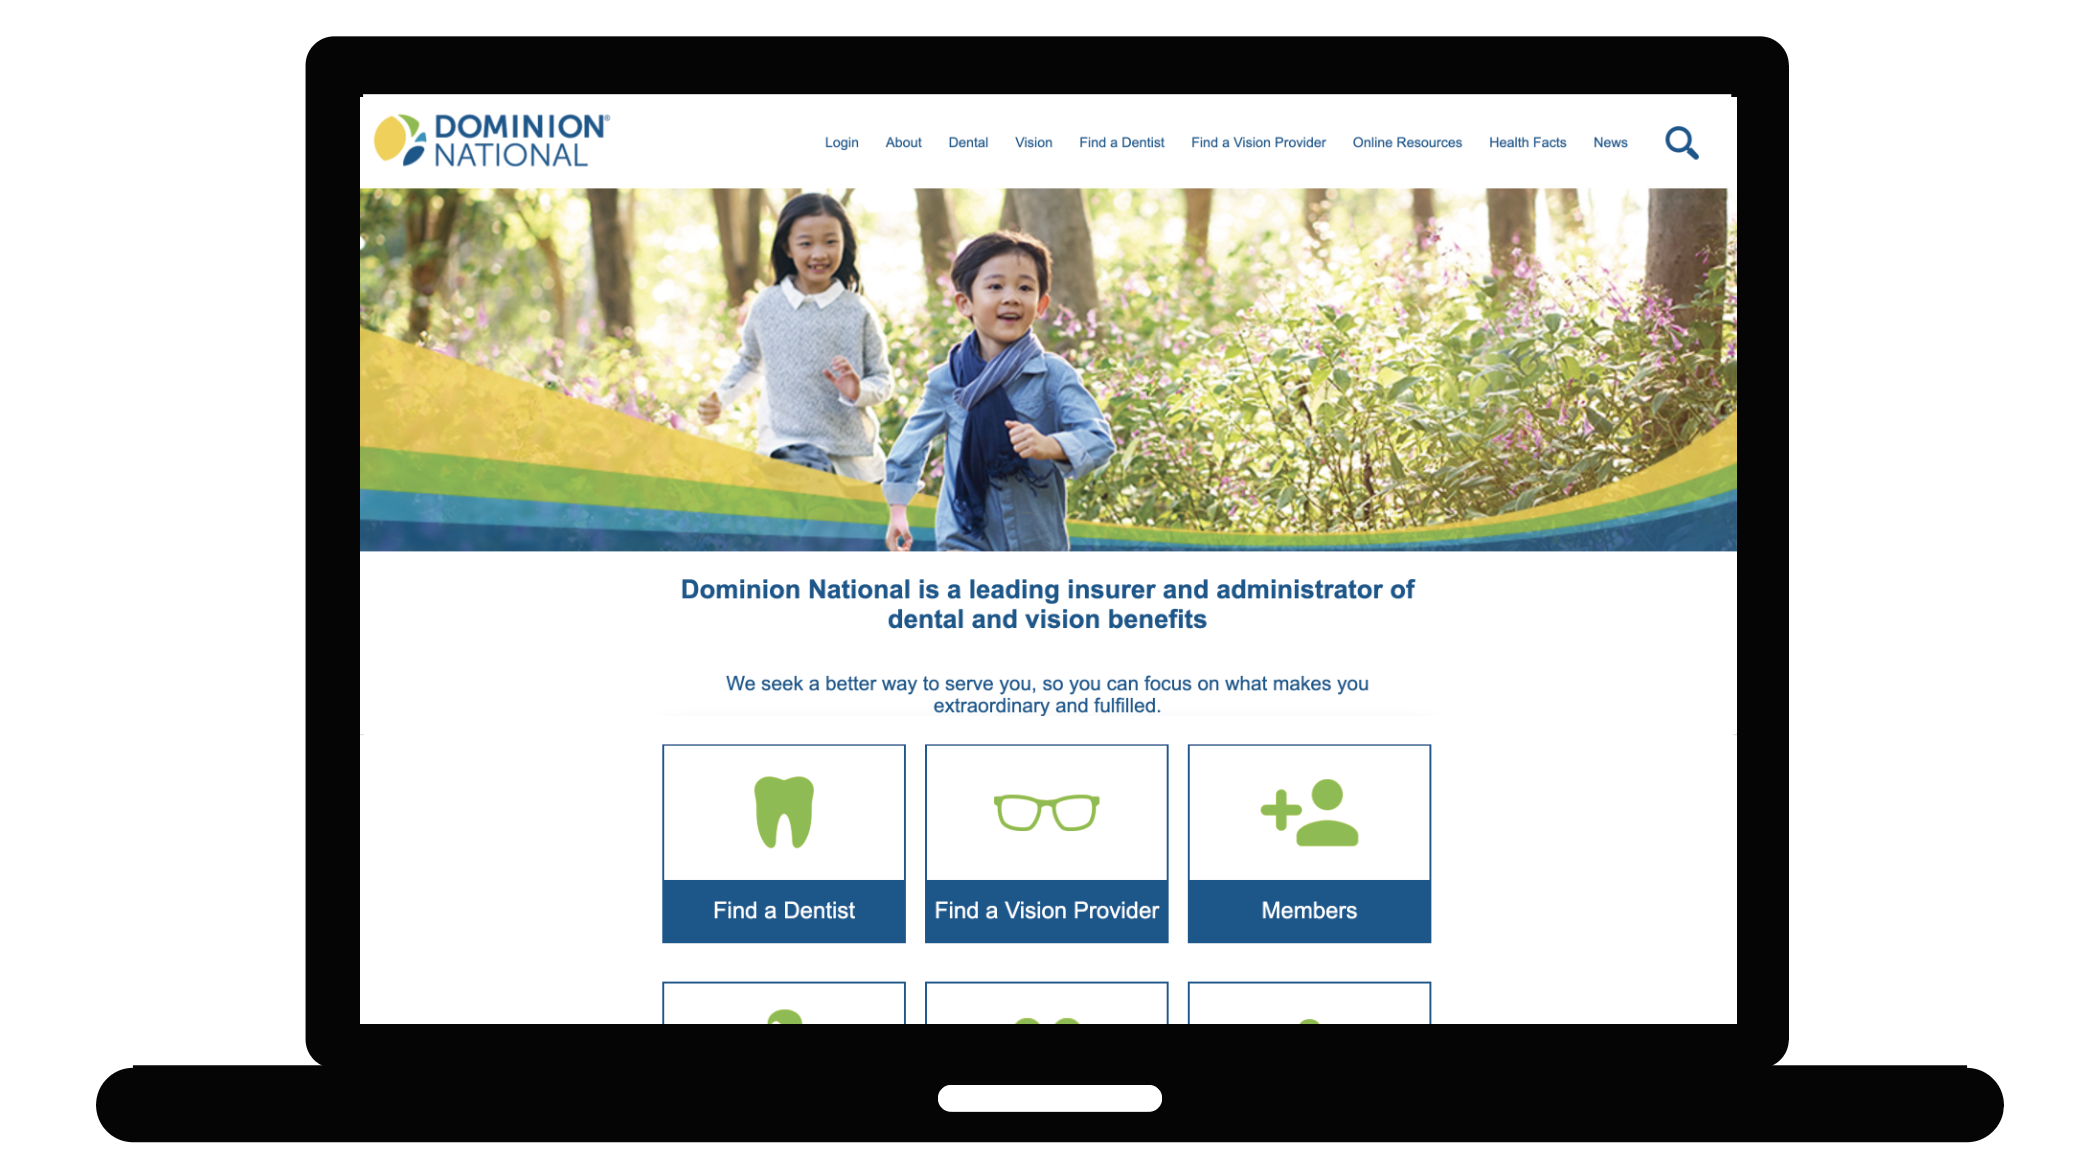 DOMINION®
NATIONAL
Login About Dental Vision Find a Dentist Find a Vision Provider Online Resources Health Facts News
Dominion National is a leading insurer and administrator of
dental and vision benefits
We seek a better way to serve you, so you can focus on what makes you
extraordinary and fulfilled.
Find a Dentist Find a Vision Provider Members